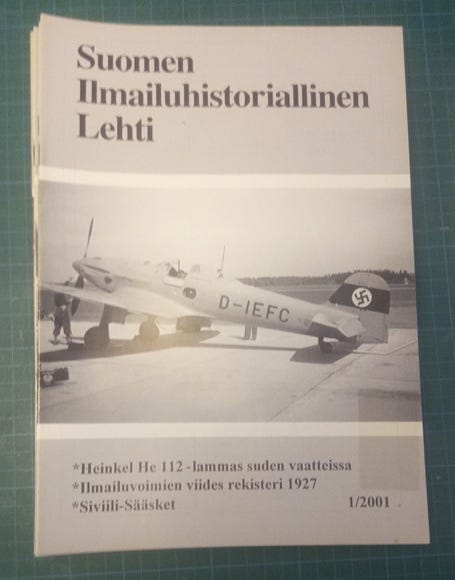 Suomen
Ilmailuhistoriallinen
Lehti
D-IEFC
*Heinkel He 112 -lammas suden vaatteissa
*Ilmailuvoimien viides rekisteri 1927
*Siviili-Sääsket
1/2001